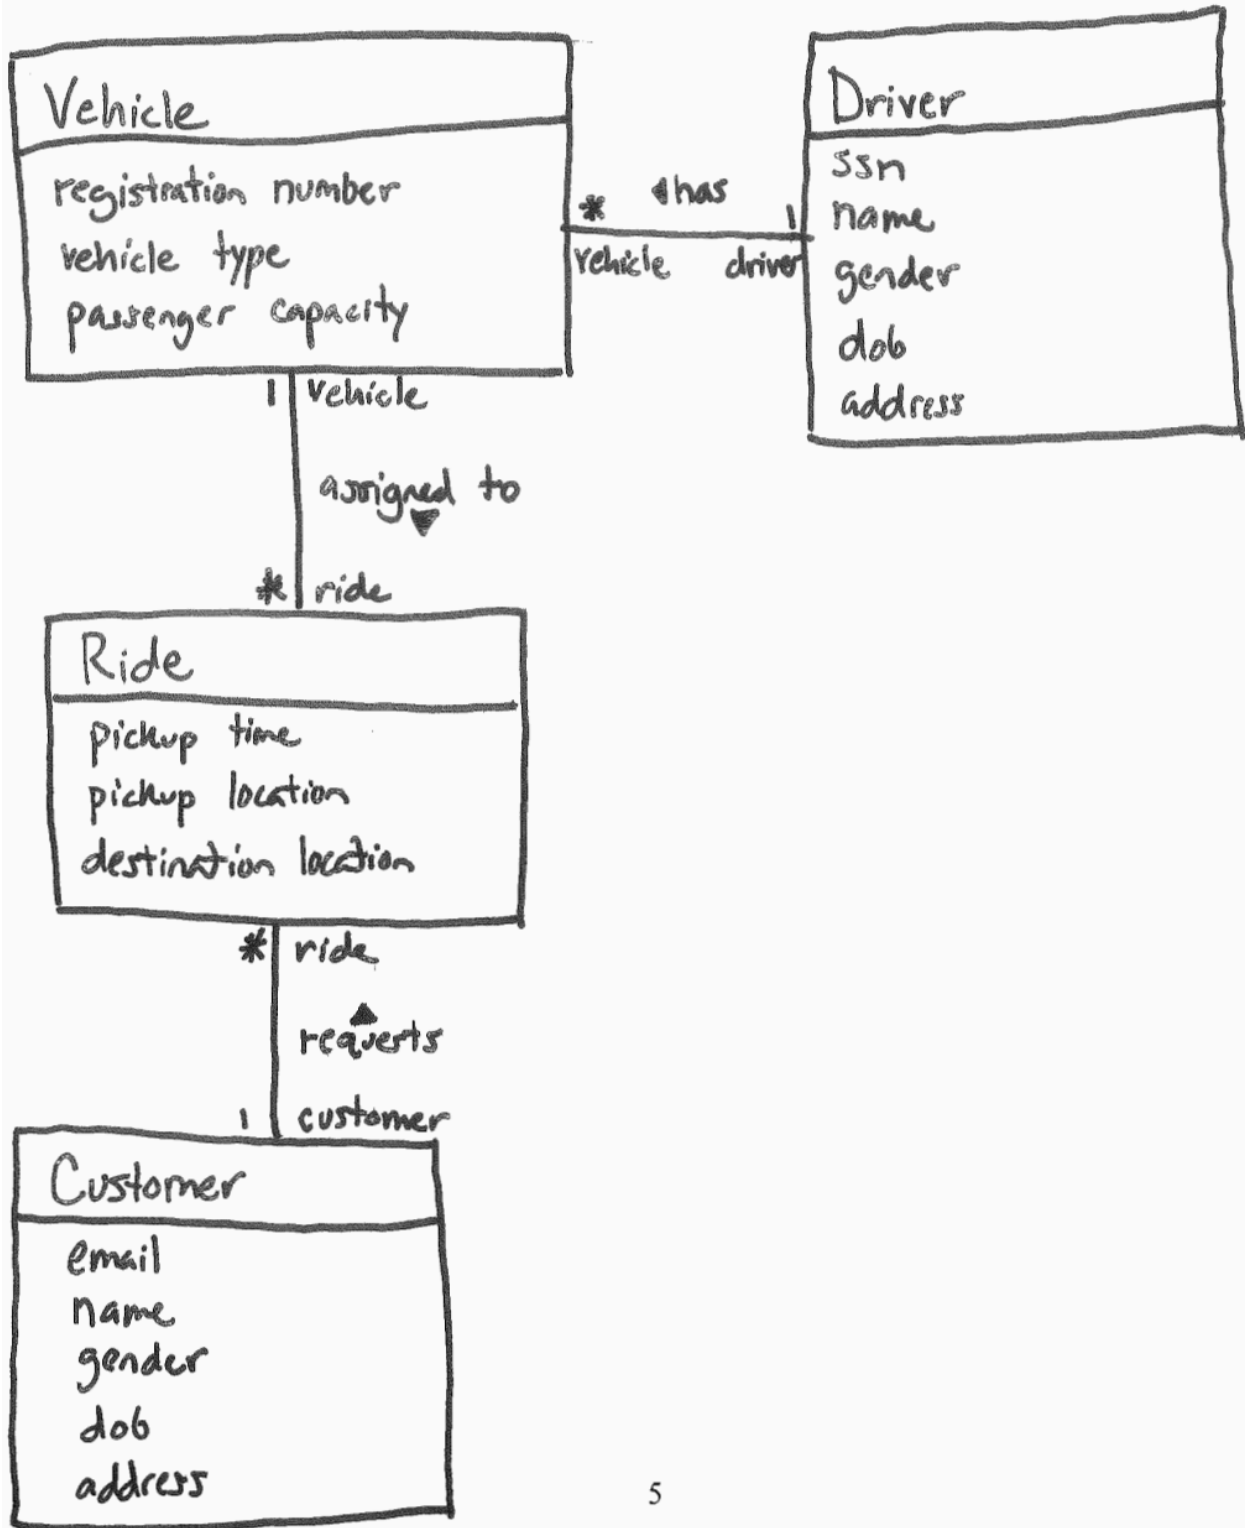 Vehicle
registration number
vehicle type
passenger capacity
Driver
ssn
name
gender
dob
address
has
* 1
vehicle driver
1 vehicle
assigned to
* ride
Ride
pickup time
pickup location
destination location
* ride
requests
1 customer
Customer
email
name
gender
dob
address
5